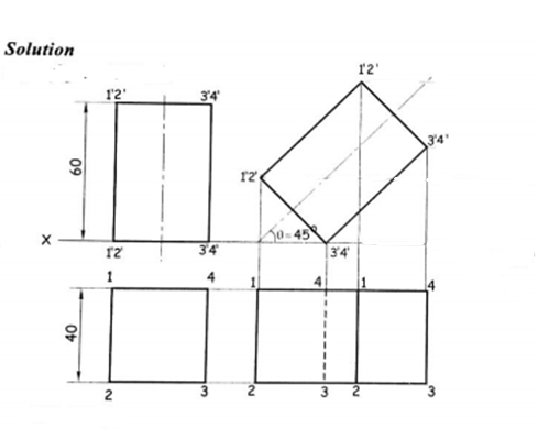 Solution
1'2'
1'2' 3'4'
3'4'
60
1'2'
θ=45°
X
1'2' 3'4' 3'4'
1 4 1 4 1 4
40
2 3 2 3 2 3